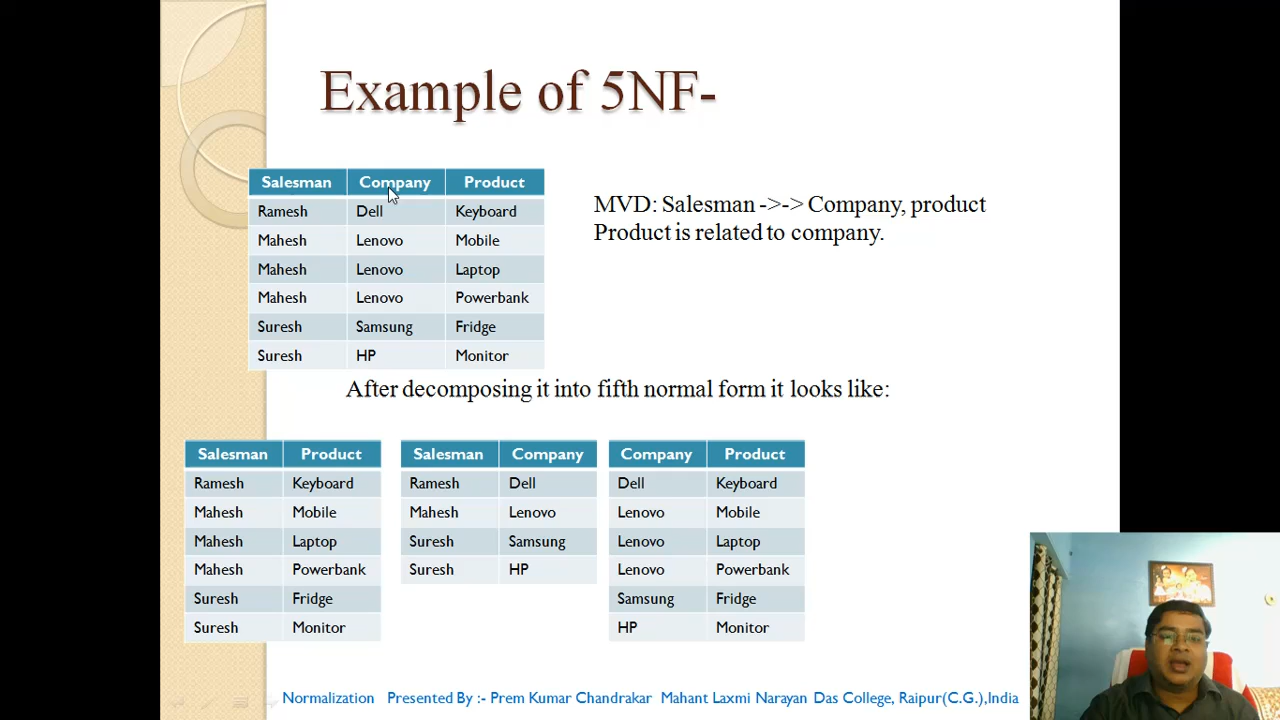 Example of 5NF-
Salesman Company Product
Ramesh Dell Keyboard
Mahesh Lenovo Mobile
Mahesh Lenovo Laptop
Mahesh Lenovo Powerbank
Suresh Samsung Fridge
Suresh HP Monitor
MVD: Salesman ->-> Company, product
Product is related to company.
After decomposing it into fifth normal form it looks like:
Salesman Product
Ramesh Keyboard
Mahesh Mobile
Mahesh Laptop
Mahesh Powerbank
Suresh Fridge
Suresh Monitor
Salesman Company
Ramesh Dell
Mahesh Lenovo
Suresh Samsung
Suresh HP
Company Product
Dell Keyboard
Lenovo Mobile
Lenovo Laptop
Lenovo Powerbank
Samsung Fridge
HP Monitor
Normalization Presented By :- Prem Kumar Chandrakar Mahant Laxmi Narayan Das College, Raipur(C.G.),India